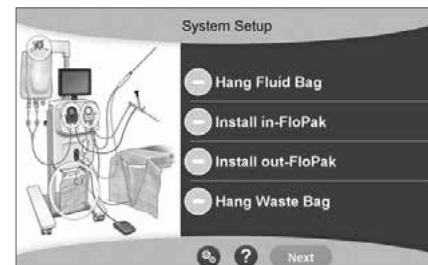 System Setup
Hang Fluid Bag
Install in-FloPak
Install out-FloPak
Hang Waste Bag
?
Next